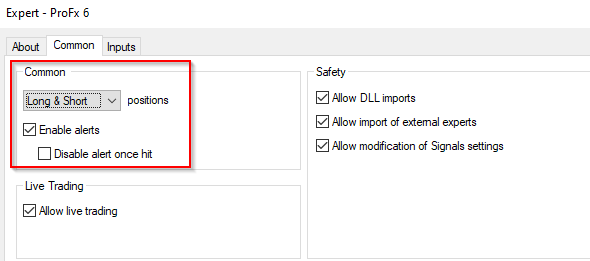 Expert - ProFx 6
About
Common
Inputs
Common
Long & Short
positions
Enable alerts
Disable alert once hit
Live Trading
Allow live trading
Safety
Allow DLL imports
Allow import of external experts
Allow modification of Signals settings